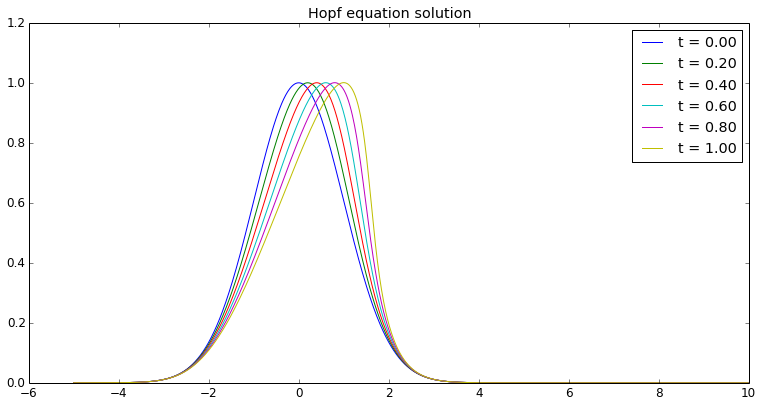 Hopf equation solution
1.2
1.0
0.8
0.6
0.4
0.2
0.0
t = 0.00
t = 0.20
t = 0.40
t = 0.60
t = 0.80
t = 1.00
−6 −4 −2 0 2 4 6 8 10